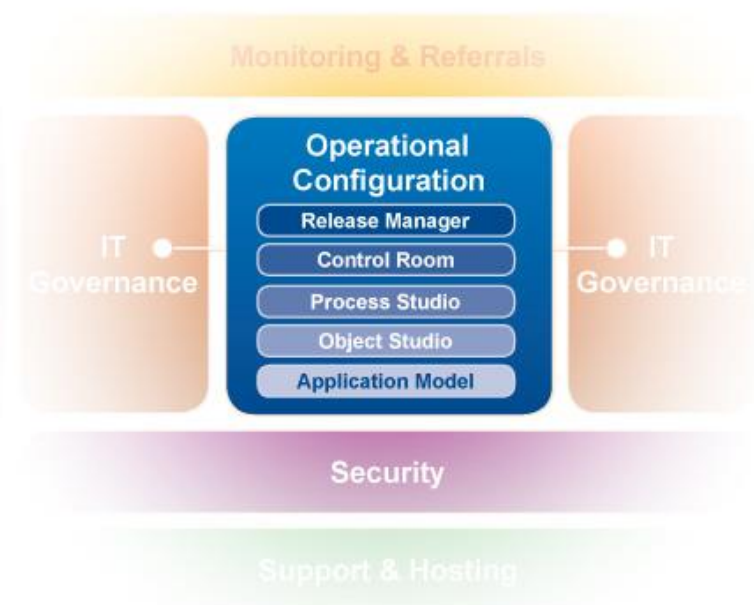 Monitoring & Referrals
Operational
Configuration
Release Manager
Control Room
Process Studio
Object Studio
Application Model
IT
Governance
IT
Governance
Security
Support & Hosting